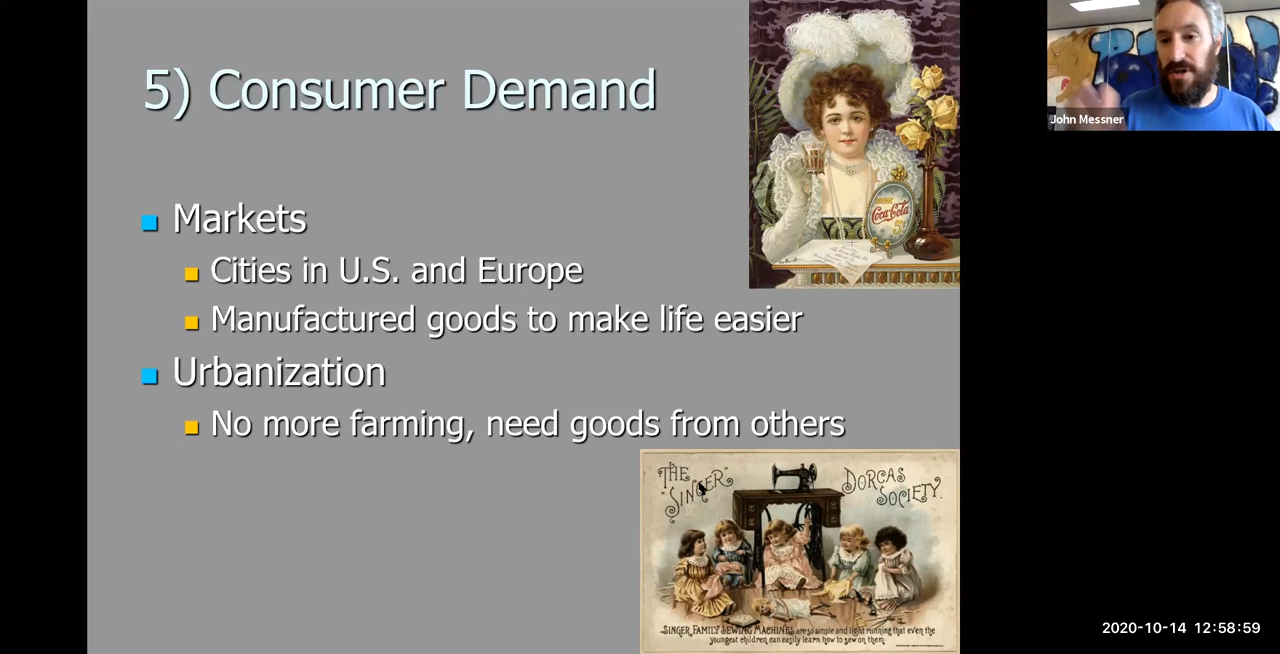 5) Consumer Demand
Markets
Cities in U.S. and Europe
Manufactured goods to make life easier
Urbanization
No more farming, need goods from others
DRINK
Coca-Cola
5¢
THE
"SINGER"
DORCAS
SOCIETY.
SINGER FAMILY SEWING MACHINES are so simple and light running that even the
youngest children can easily learn how to sew on them.
John Messner
2020-10-14 12:58:59